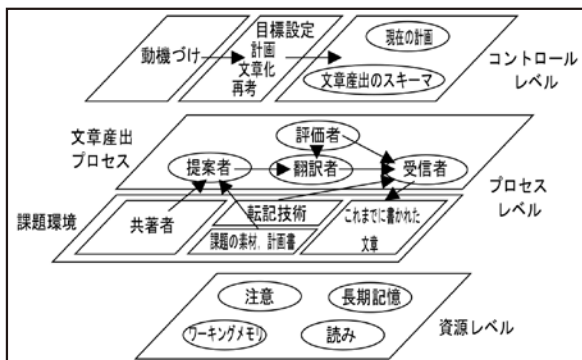 動機づけ
目標設定
計画
文章化
再考
現在の計画
文章産出のスキーマ
コントロール
レベル
文章産出
プロセス
評価者
提案者
翻訳者
受信者
プロセス
レベル
課題環境
共著者
転記技術
課題の素材，計画書
これまでに書かれた
文章
注意
長期記憶
ワーキングメモリ
読み
資源レベル